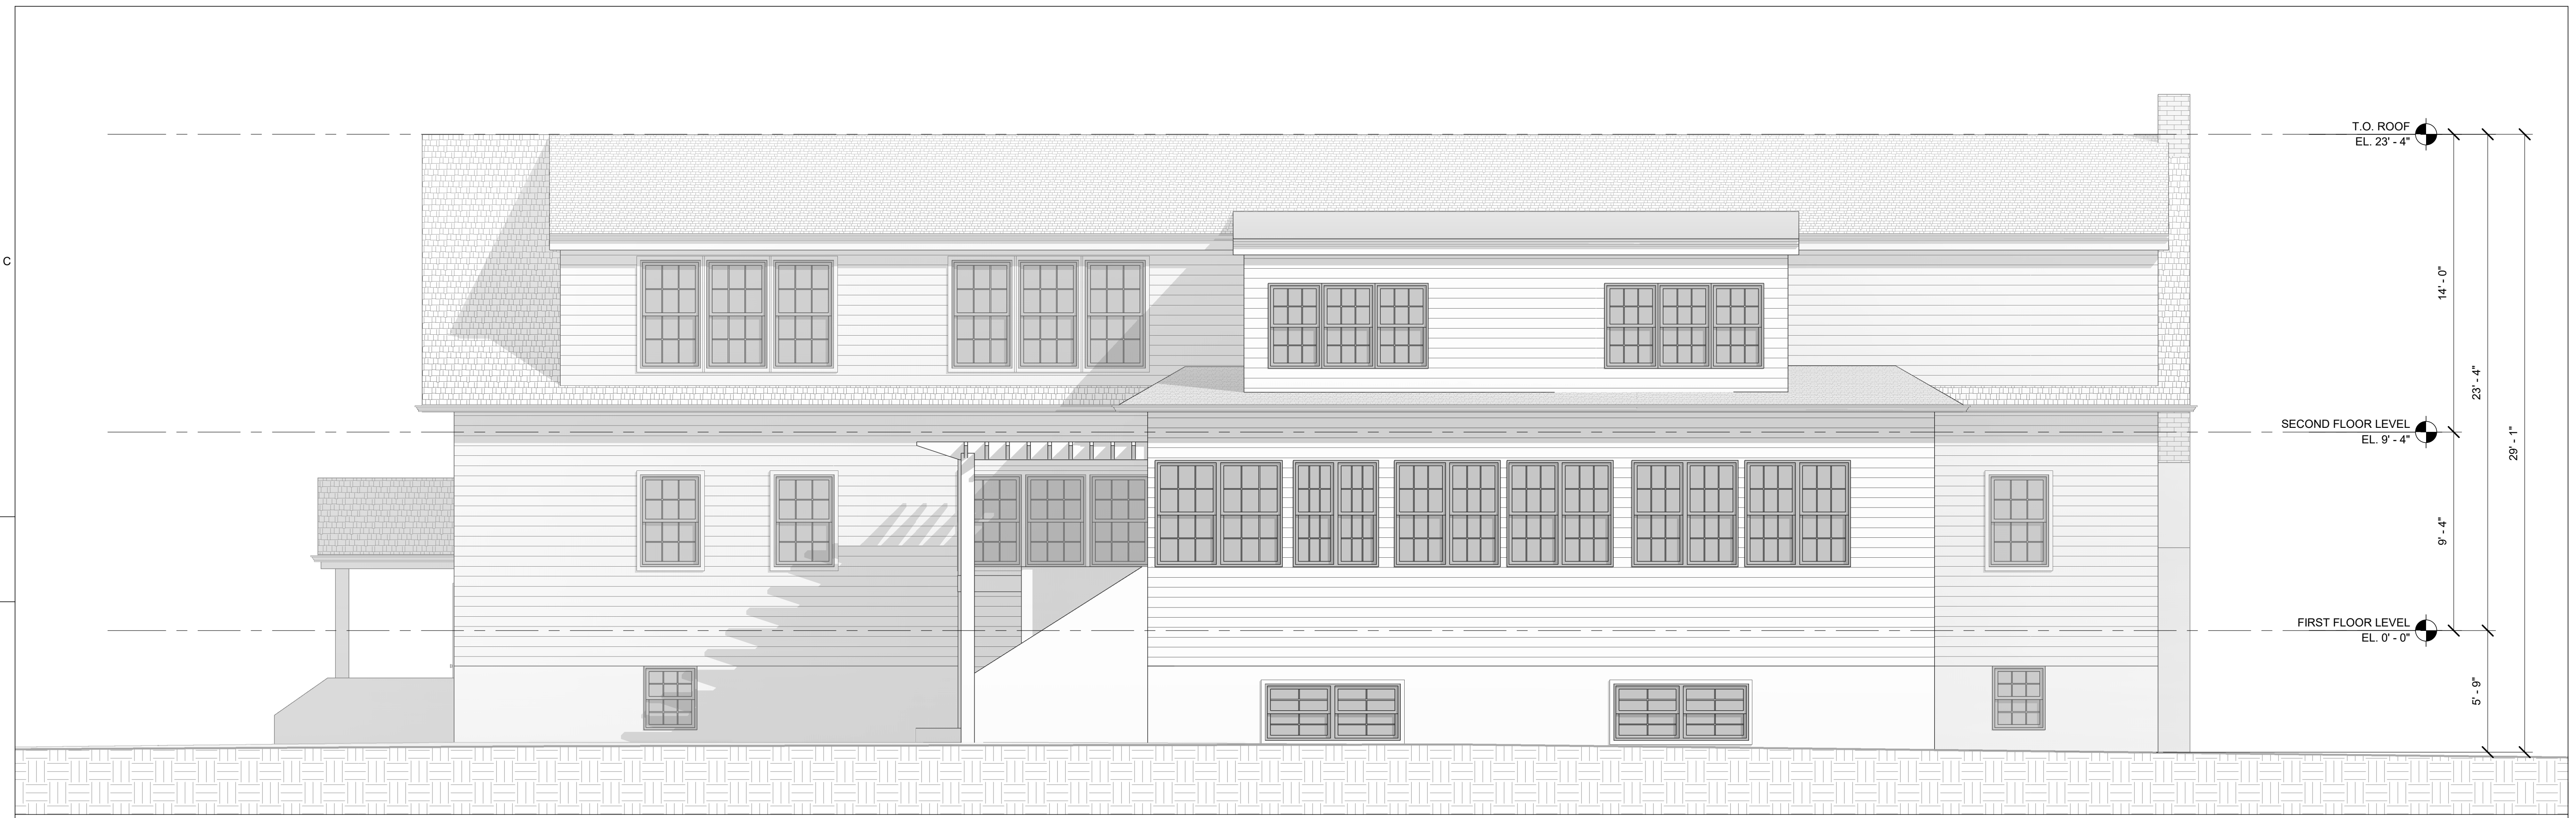 T.O. ROOF
EL. 23' - 4"
C
14' - 0"
23' - 4"
SECOND FLOOR LEVEL
EL. 9' - 4"
29' - 1"
9' - 4"
FIRST FLOOR LEVEL
EL. 0' - 0"
5' - 9"